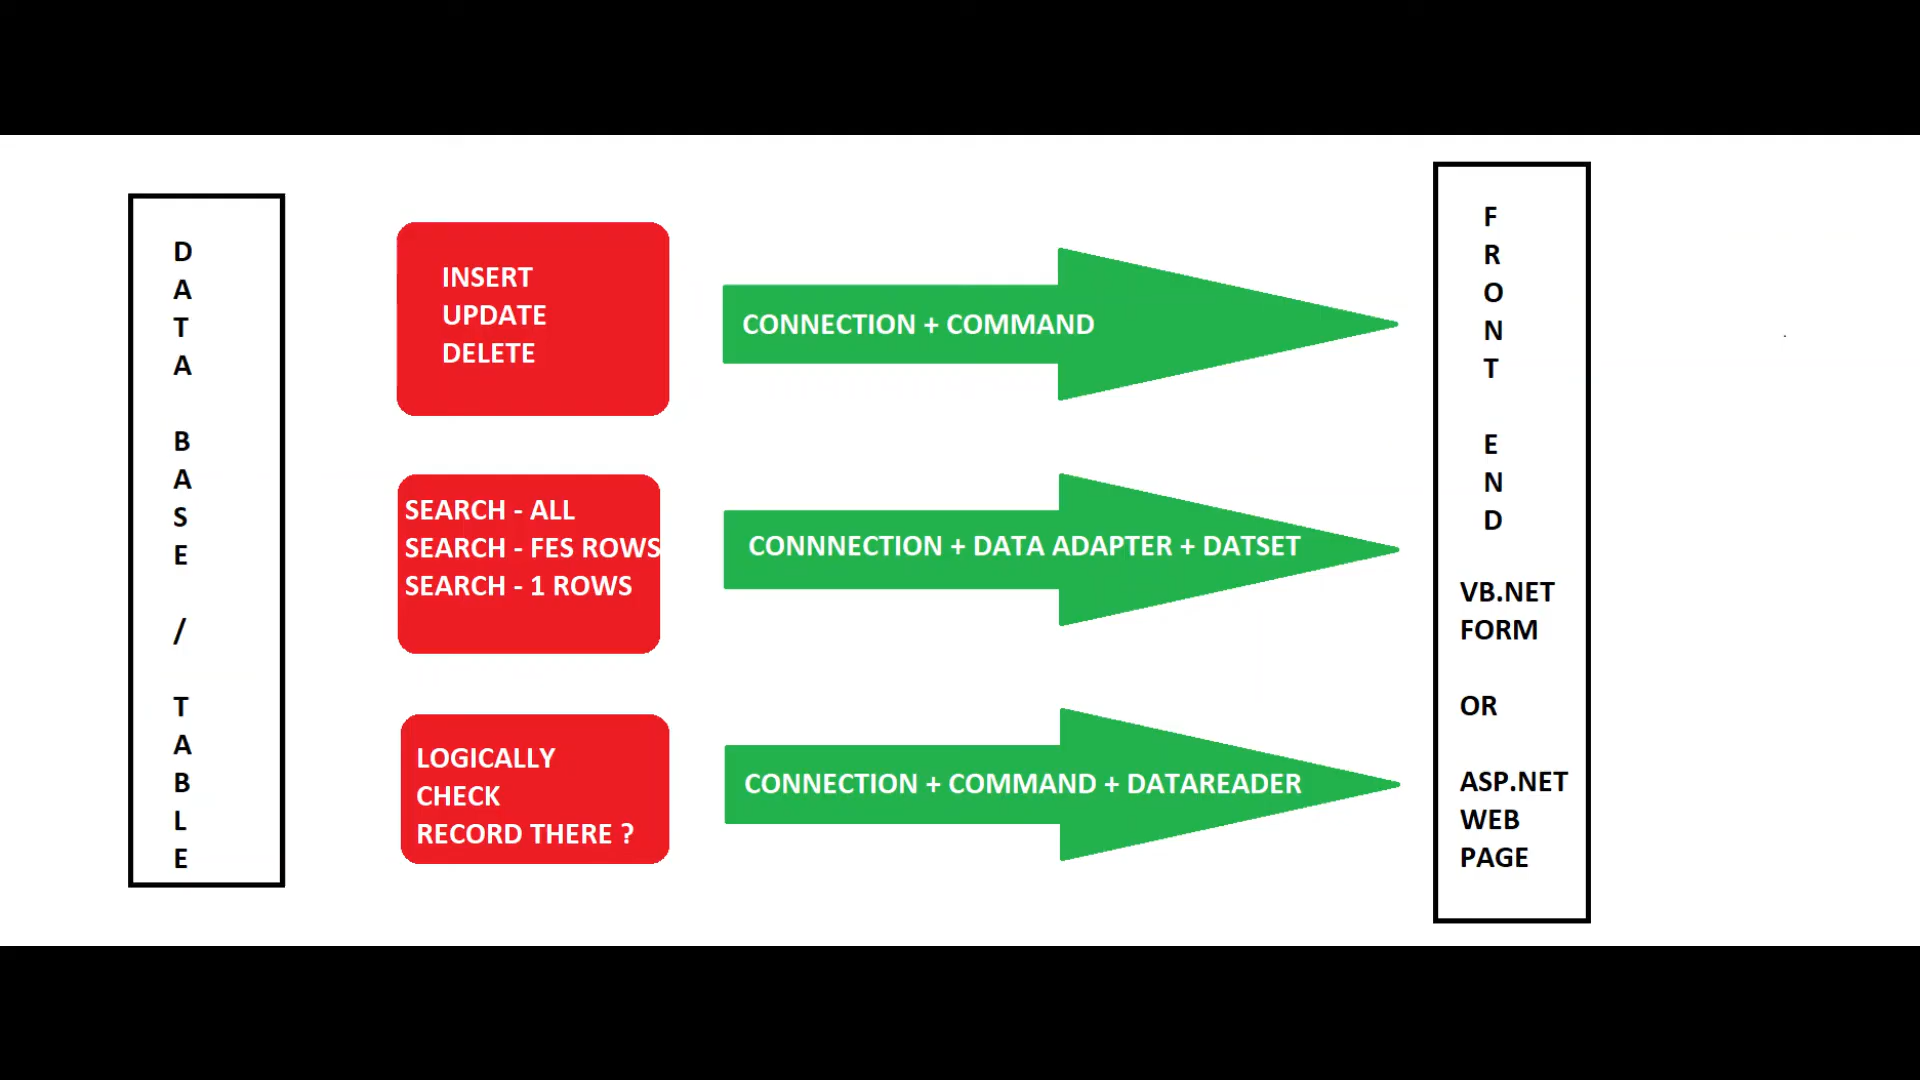 D
A
T
A
B
A
S
E
/
T
A
B
L
E
INSERT
UPDATE
DELETE
CONNECTION + COMMAND
SEARCH - ALL
SEARCH - FES ROWS
SEARCH - 1 ROWS
CONNNECTION + DATA ADAPTER + DATSET
LOGICALLY
CHECK
RECORD THERE ?
CONNECTION + COMMAND + DATAREADER
F
R
O
N
T
E
N
D
VB.NET
FORM
OR
ASP.NET
WEB
PAGE